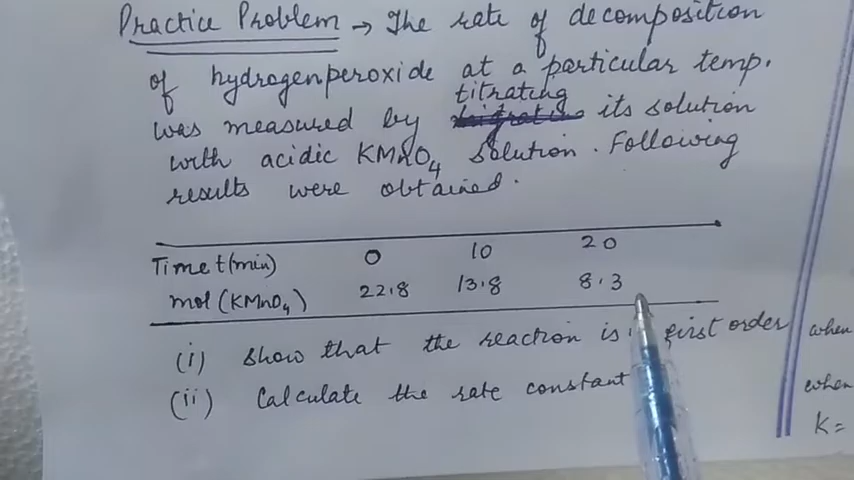 Practice Problem → The rate of decomposition
of hydrogenperoxide at a particular temp.
was measured by titrating its solution
with acidic KMnO4 solution. Following
results were obtained.
Time t(min) 0 10 20
mol (KMnO4) 22.8 13.8 8.3
(i) Show that the reaction is first order
(ii) Calculate the rate constant
when
when
K=